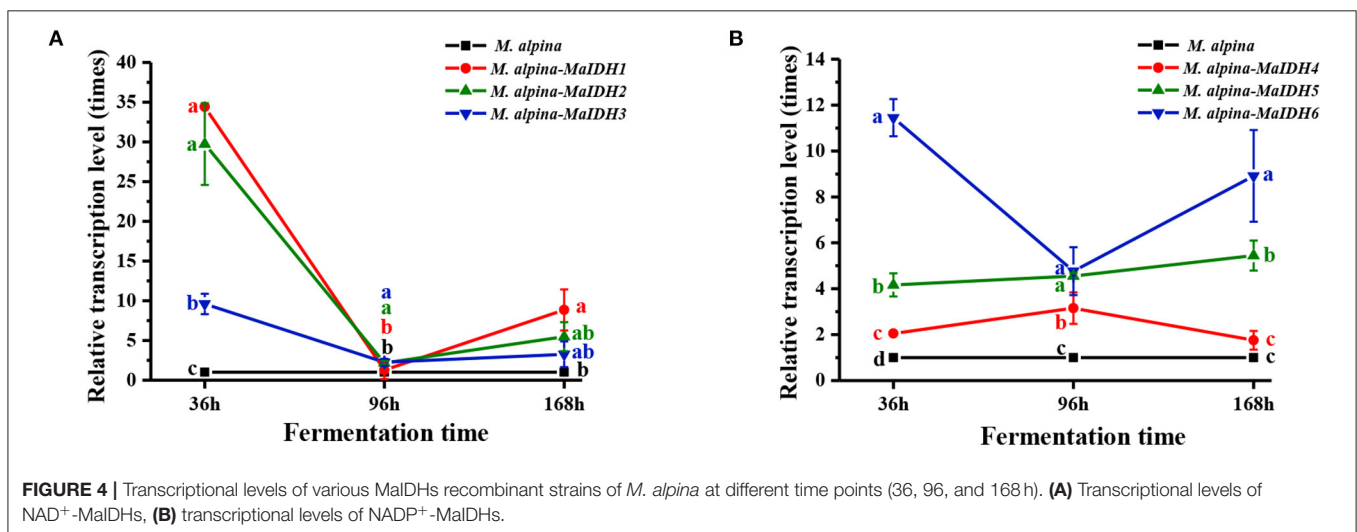 A
M. alpina
M. alpina-MaIDH1
M. alpina-MaIDH2
M. alpina-MaIDH3
Relative transcription level (times)
40
35
30
25
20
15
10
5
0
a
a
b
c
a
a
b
b
a
ab
ab
b
36h
96h
168h
Fermentation time
B
M. alpina
M. alpina-MaIDH4
M. alpina-MaIDH5
M. alpina-MaIDH6
Relative transcription level (times)
14
12
10
8
6
4
2
0
a
b
c
d
a
a
b
c
a
b
c
c
36h
96h
168h
Fermentation time
FIGURE 4 | Transcriptional levels of various MaIDHs recombinant strains of M. alpina at different time points (36, 96, and 168 h). (A) Transcriptional levels of
NAD⁺-MaIDHs, (B) transcriptional levels of NADP⁺-MaIDHs.